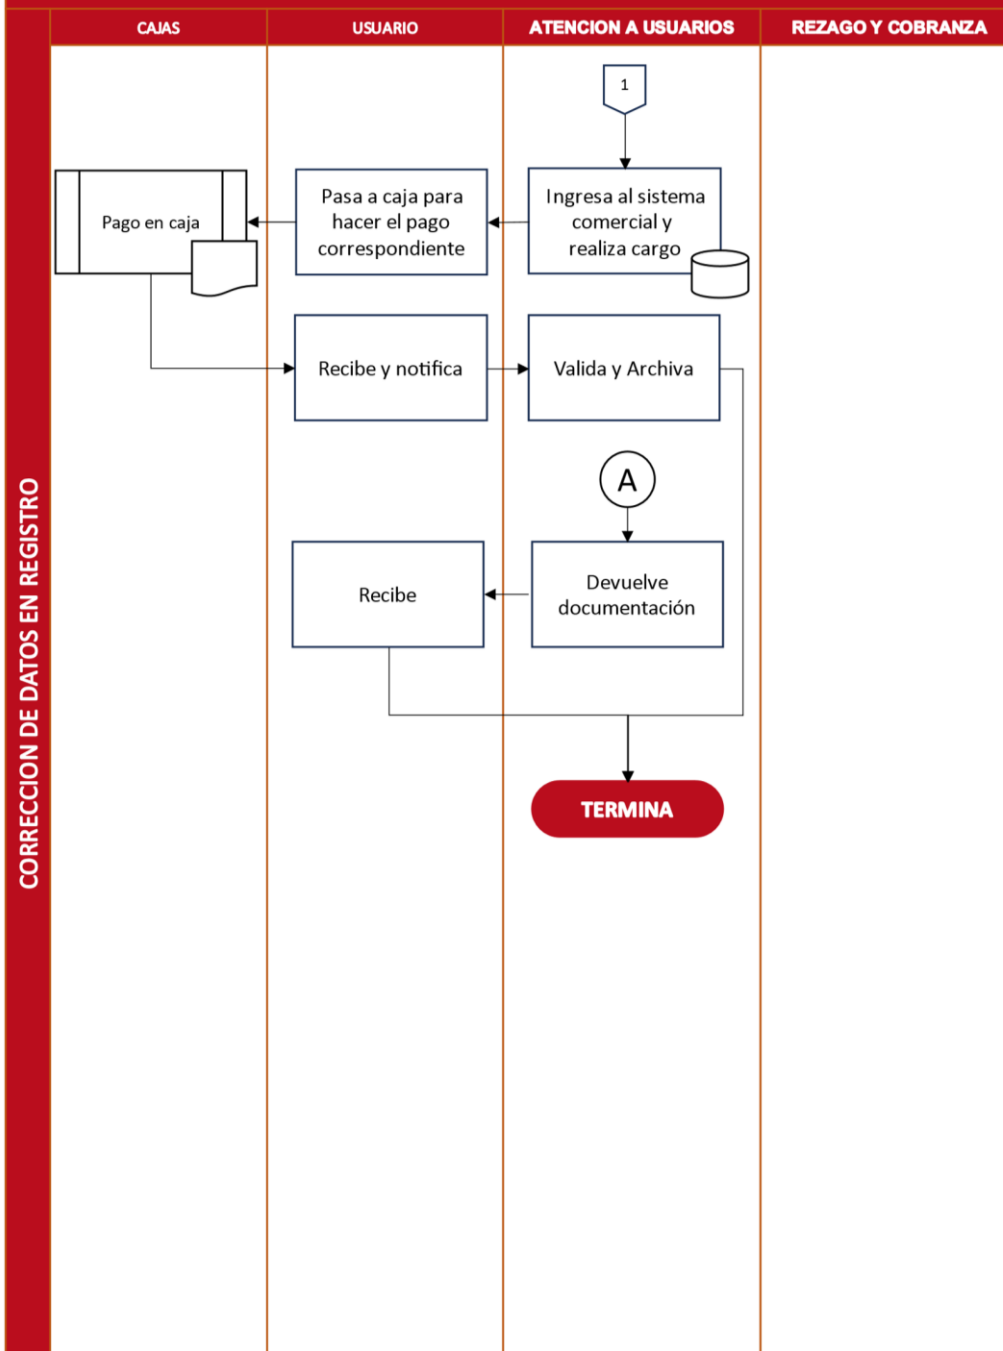 CAJAS
USUARIO
ATENCION A USUARIOS
REZAGO Y COBRANZA
CORRECCION DE DATOS EN REGISTRO
1
Pago en caja
Pasa a caja para
hacer el pago
correspondiente
Ingresa al sistema
comercial y
realiza cargo
Recibe y notifica
Valida y Archiva
A
Recibe
Devuelve
documentación
TERMINA